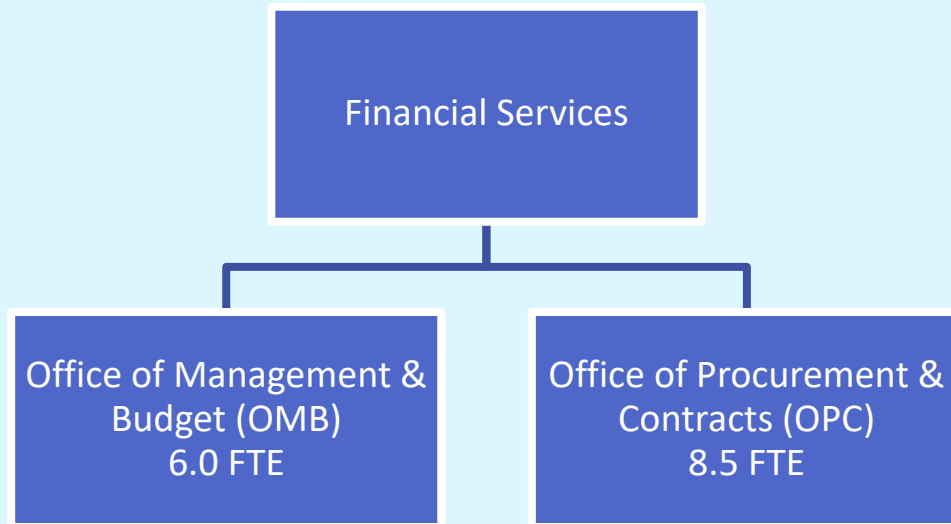 Financial Services
Office of Management &
Budget (OMB)
6.0 FTE
Office of Procurement &
Contracts (OPC)
8.5 FTE